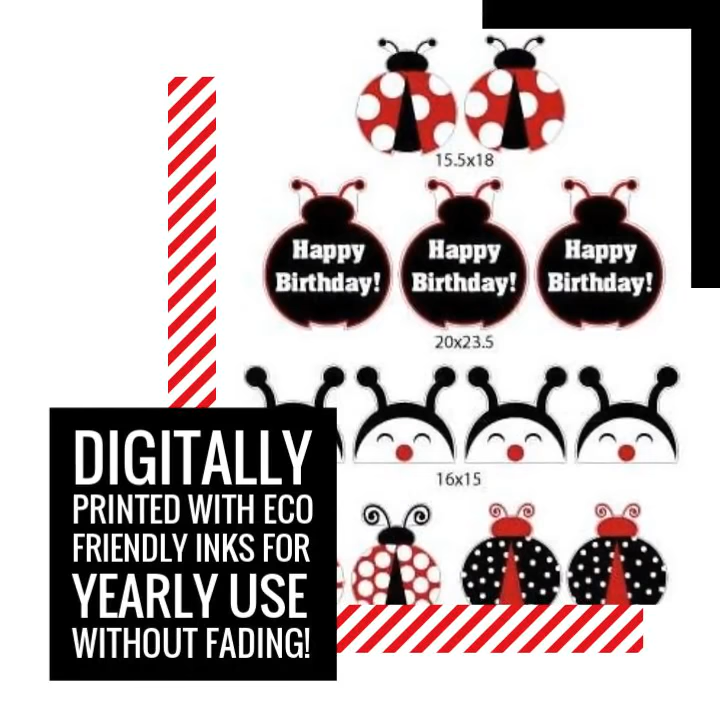 15.5x18
Happy
Birthday!
Happy
Birthday!
Happy
Birthday!
20x23.5
16x15
DIGITALLY
PRINTED WITH ECO
FRIENDLY INKS FOR
YEARLY USE
WITHOUT FADING!